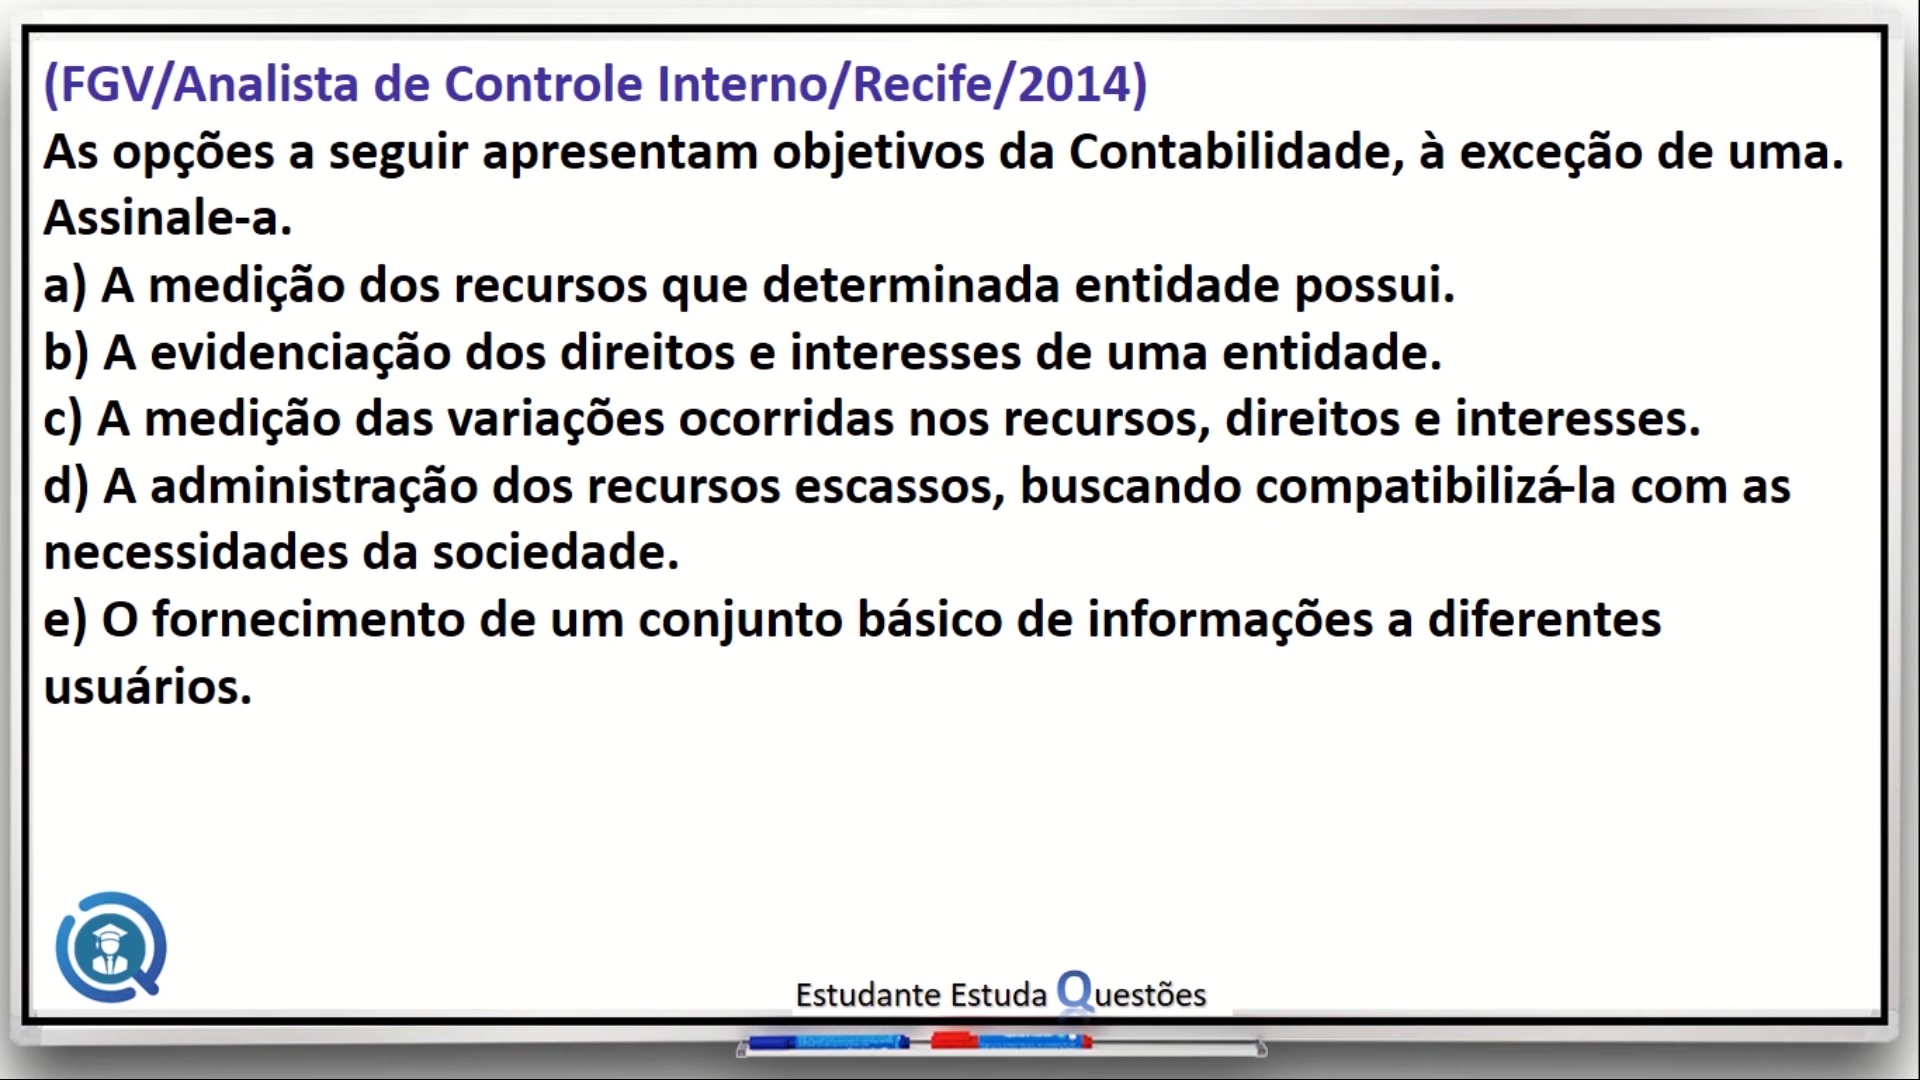 (FGV/Analista de Controle Interno/Recife/2014)
As opções a seguir apresentam objetivos da Contabilidade, à exceção de uma.
Assinale-a.
a) A medição dos recursos que determinada entidade possui.
b) A evidenciação dos direitos e interesses de uma entidade.
c) A medição das variações ocorridas nos recursos, direitos e interesses.
d) A administração dos recursos escassos, buscando compatibilizá-la com as
necessidades da sociedade.
e) O fornecimento de um conjunto básico de informações a diferentes
usuários.
Estudante Estuda Questões